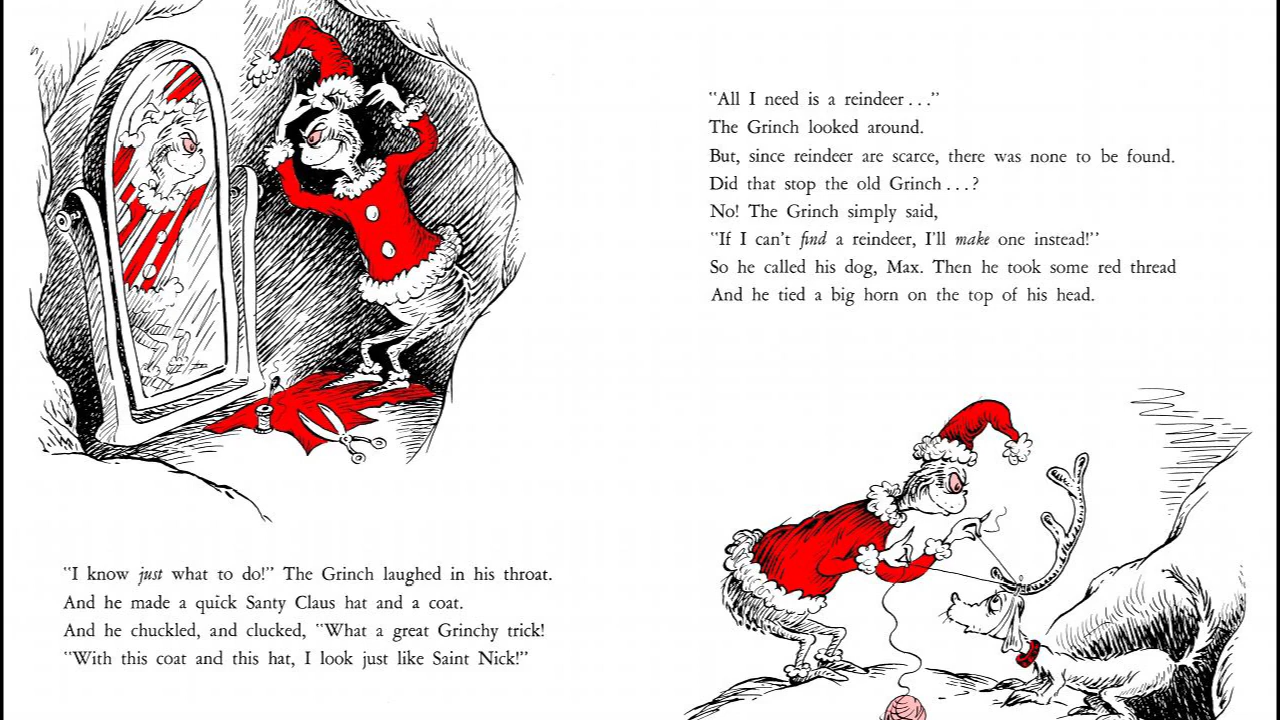 "I know just what to do!" The Grinch laughed in his throat.
And he made a quick Santy Claus hat and a coat.
And he chuckled, and clucked, "What a great Grinchy trick!
"With this coat and this hat, I look just like Saint Nick!"
"All I need is a reindeer . . ."
The Grinch looked around.
But, since reindeer are scarce, there was none to be found.
Did that stop the old Grinch . . . ?
No! The Grinch simply said,
"If I can't find a reindeer, I'll make one instead!"
So he called his dog, Max. Then he took some red thread
And he tied a big horn on the top of his head.